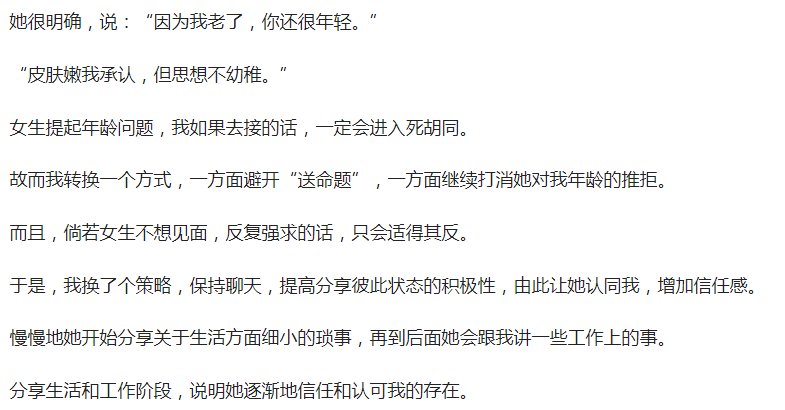 她很明确，说：“因为我老了，你还很年轻。”
“皮肤嫩我承认，但思想不幼稚。”
女生提起年龄问题，我如果去接的话，一定会进入死胡同。
故而我转换一个方式，一方面避开“送命题”，一方面继续打消她对我年龄的推拒。
而且，倘若女生不想见面，反复强求的话，只会适得其反。
于是，我换了个策略，保持聊天，提高分享彼此状态的积极性，由此让她认同我，增加信任感。
慢慢地她开始分享关于生活方面细小的琐事，再到后面她会跟我讲一些工作上的事。
分享生活和工作阶段，说明她逐渐地信任和认可我的存在。